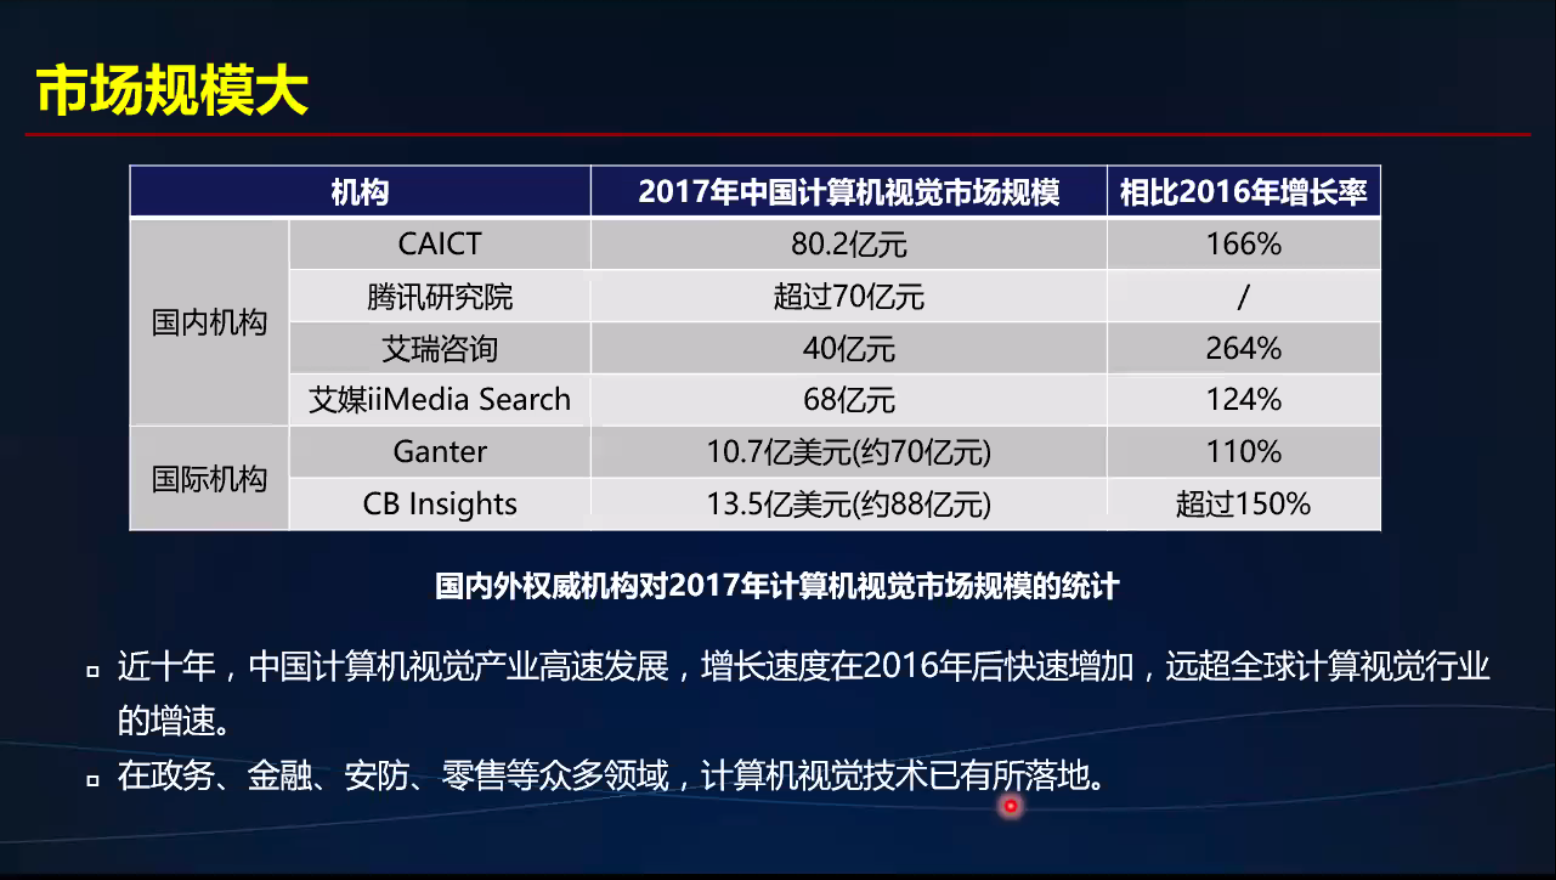 市场规模大
机构 2017年中国计算机视觉市场规模 相比2016年增长率
国内机构
CAICT 80.2亿元 166%
腾讯研究院 超过70亿元 /
艾瑞咨询 40亿元 264%
艾媒iiMedia Search 68亿元 124%
国际机构
Ganter 10.7亿美元(约70亿元) 110%
CB Insights 13.5亿美元(约88亿元) 超过150%
国内外权威机构对2017年计算机视觉市场规模的统计
近十年，中国计算机视觉产业高速发展，增长速度在2016年后快速增加，远超全球计算视觉行业
的增速。
在政务、金融、安防、零售等众多领域，计算机视觉技术已有所落地。